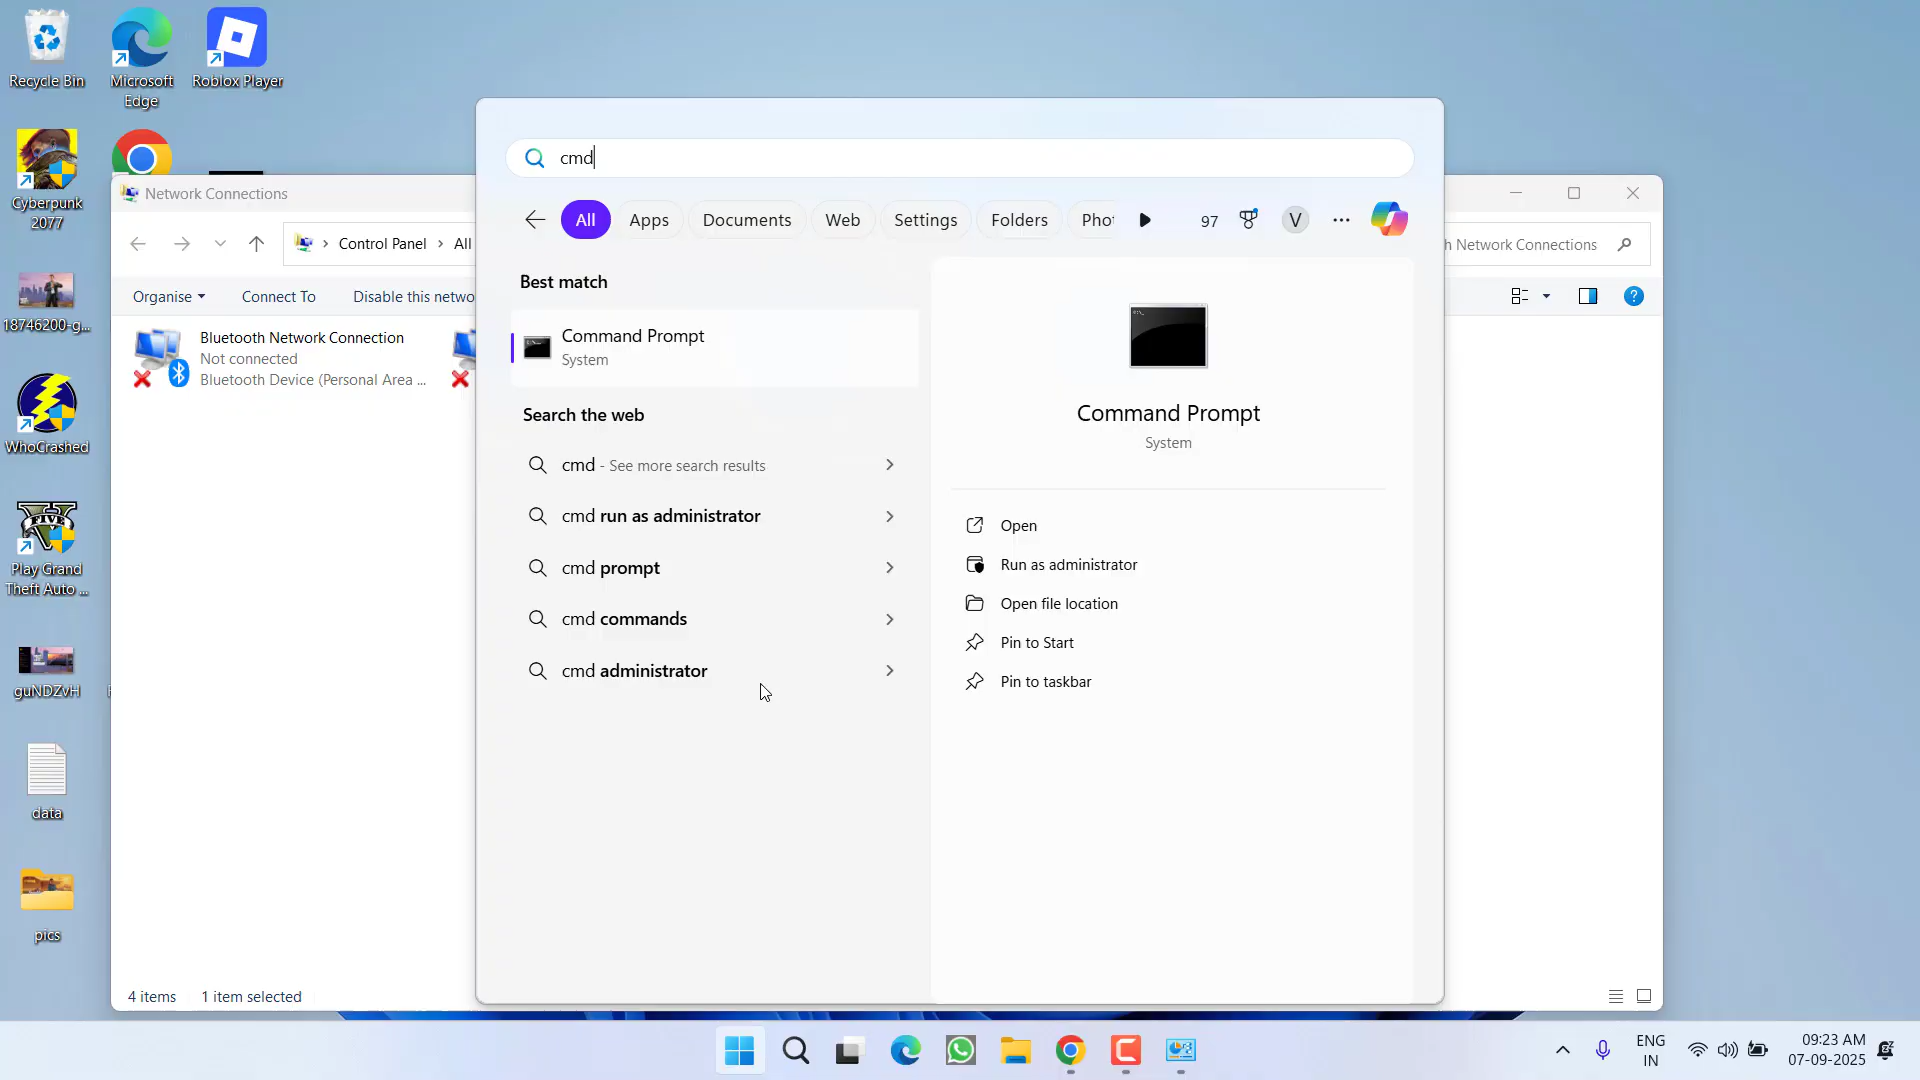 Recycle Bin
Microsoft
Edge
Roblox Player
Cyberpunk
2077
18746200-g...
WhoCrashed
Play Grand
Theft Auto ...
guNDZvH
data
pics
Network Connections
Control Panel
All
Organise
Connect To
Disable this netwo
Bluetooth Network Connection
Not connected
Bluetooth Device (Personal Area ...
4 items
1 item selected
cmd
All
Apps
Documents
Web
Settings
Folders
Phot
97
V
Best match
Command Prompt
System
Search the web
cmd - See more search results
cmd run as administrator
cmd prompt
cmd commands
cmd administrator
Command Prompt
System
Open
Run as administrator
Open file location
Pin to Start
Pin to taskbar
h Network Connections
ENG
IN
09:23 AM
07-09-2025